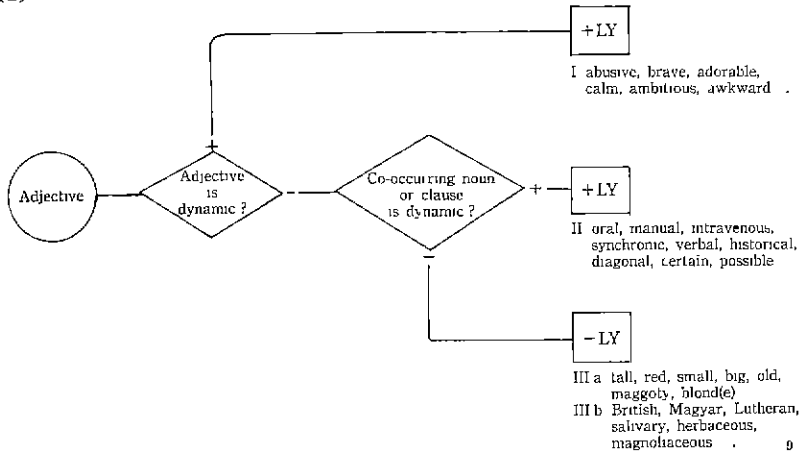 +LY
I abusive, brave, adorable,
calm, ambitious, awkward .
+
Adjective
Adjective
is
dynamic ?
–
Co-occurring noun
or clause
is dynamic ?
+
+LY
II oral, manual, intravenous,
synchronic, verbal, historical,
diagonal, certain, possible
–
–LY
III a tall, red, small, big, old,
maggoty, blond(e)
III b British, Magyar, Lutheran,
salivary, herbaceous,
magnoliaceous .
9